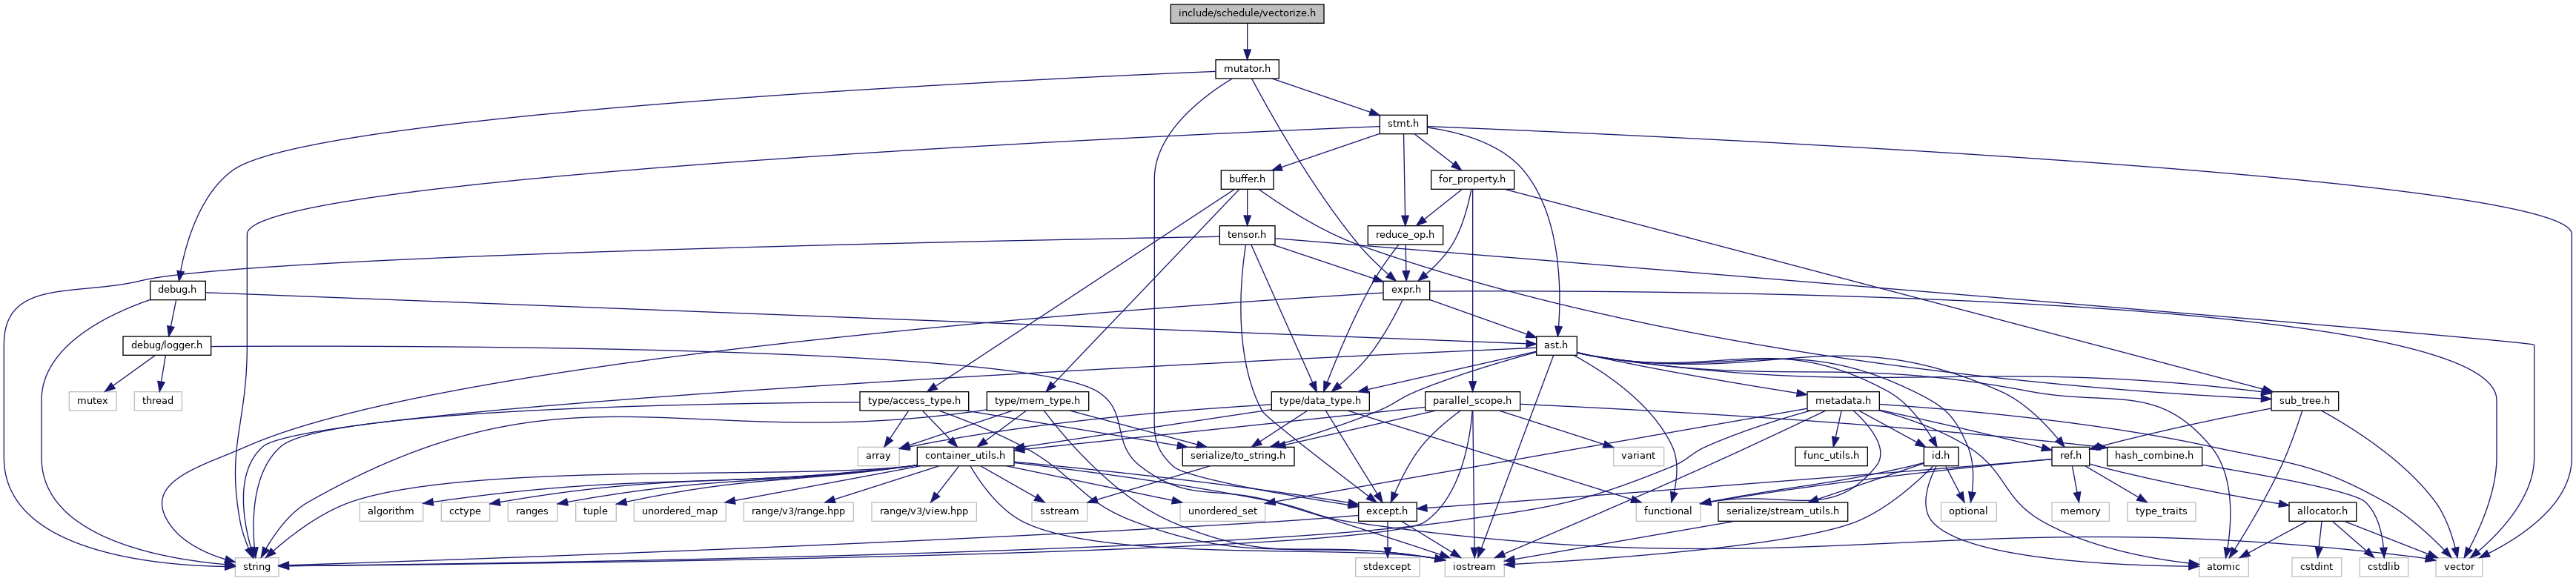 include/schedule/vectorize.h
mutator.h
stmt.h
buffer.h
for_property.h
tensor.h
reduce_op.h
debug.h
expr.h
debug/logger.h
ast.h
mutex
thread
type/access_type.h
type/mem_type.h
type/data_type.h
parallel_scope.h
metadata.h
sub_tree.h
array
container_utils.h
serialize/to_string.h
variant
func_utils.h
id.h
ref.h
hash_combine.h
algorithm
cctype
ranges
tuple
unordered_map
range/v3/range.hpp
range/v3/view.hpp
sstream
unordered_set
except.h
functional
serialize/stream_utils.h
optional
memory
type_traits
allocator.h
string
stdexcept
iostream
atomic
cstdint
cstdlib
vector